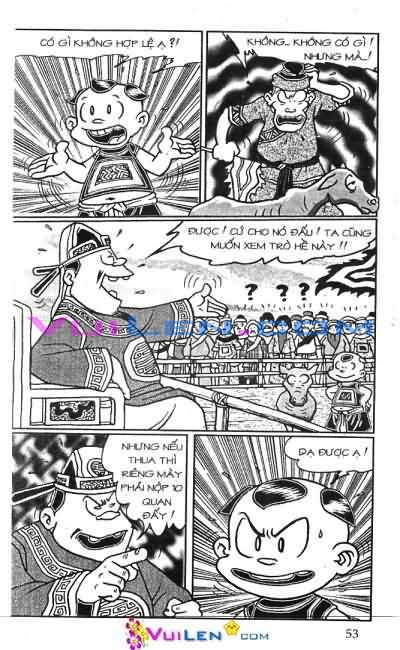 CÓ GÌ KHÔNG HỢP LỆ Ạ ?!
KHÔNG... KHÔNG CÓ GÌ !
NHƯNG MÀ...!
ĐƯỢC ! CỨ CHO NÓ ĐẤU ! TA CŨNG
MUỐN XEM TRÒ HỀ NÀY !!
? ? ?
VUILEN.COM
NHƯNG NẾU
THUA THÌ
RIÊNG MÀY
PHẢI NỘP 10
QUAN
ĐẤY !
DẠ ĐƯỢC Ạ !
53
VUILEN.COM